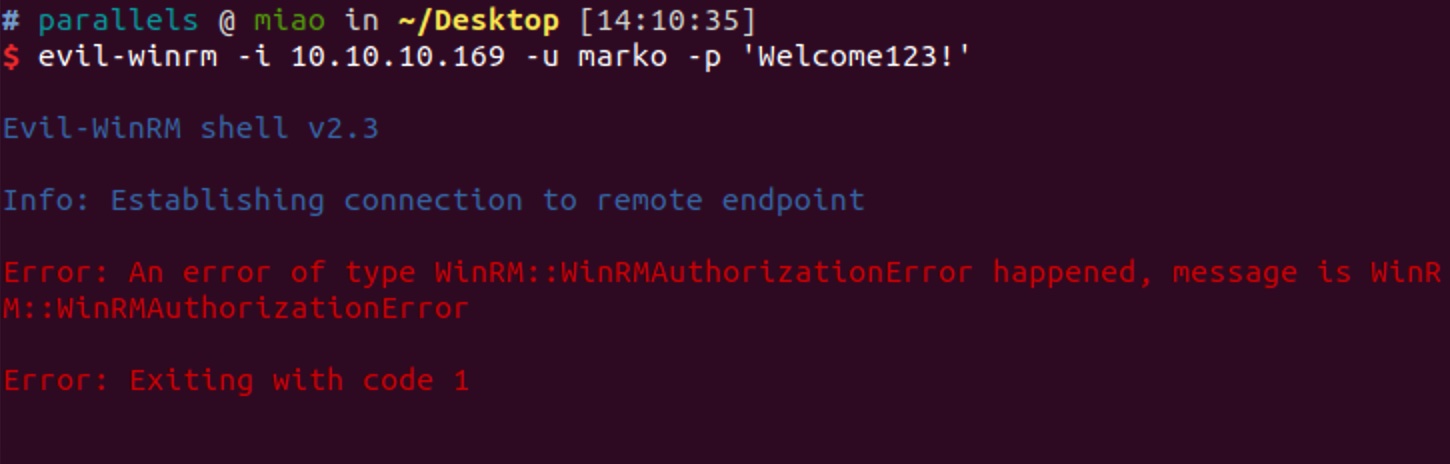 # parallels @ miao in ~/Desktop [14:10:35]
$ evil-winrm -i 10.10.10.169 -u marko -p 'Welcome123!'
Evil-WinRM shell v2.3
Info: Establishing connection to remote endpoint
Error: An error of type WinRM::WinRMAuthorizationError happened, message is WinR
M::WinRMAuthorizationError
Error: Exiting with code 1